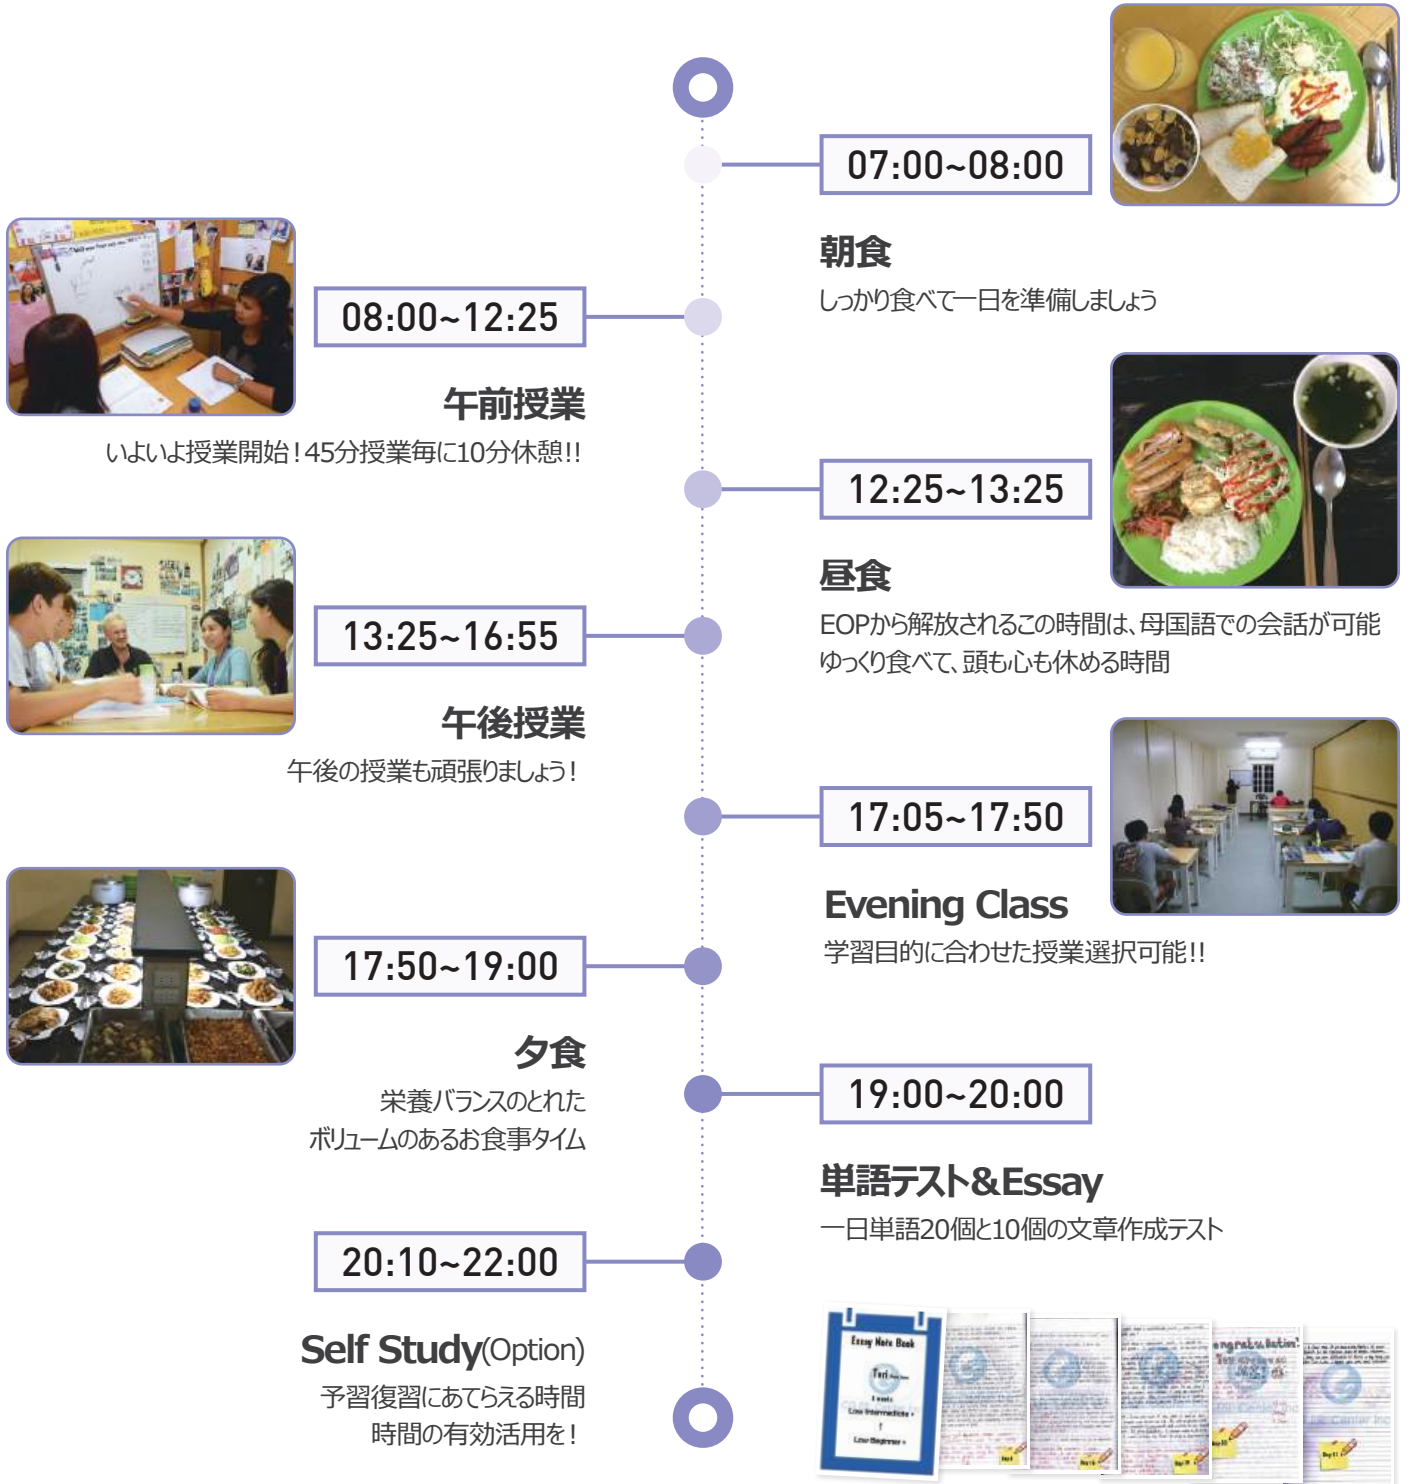 07:00~08:00
朝食
しっかり食べて一日を準備しましょう
08:00~12:25
午前授業
いよいよ授業開始!45分授業毎に10分休憩!!
12:25~13:25
昼食
EOPから解放されるこの時間は、母国語での会話が可能
ゆっくり食べて、頭も心も休める時間
13:25~16:55
午後授業
午後の授業も頑張りましょう!
17:05~17:50
Evening Class
学習目的に合わせた授業選択可能!!
17:50~19:00
夕食
栄養バランスのとれた
ボリュームのあるお食事タイム
19:00~20:00
単語テスト&Essay
一日単語20個と10個の文章作成テスト
20:10~22:00
Self Study(Option)
予習復習にあてらえる時間
時間の有効活用を!
Essay Note Book
Low Intermediate
Low Beginner